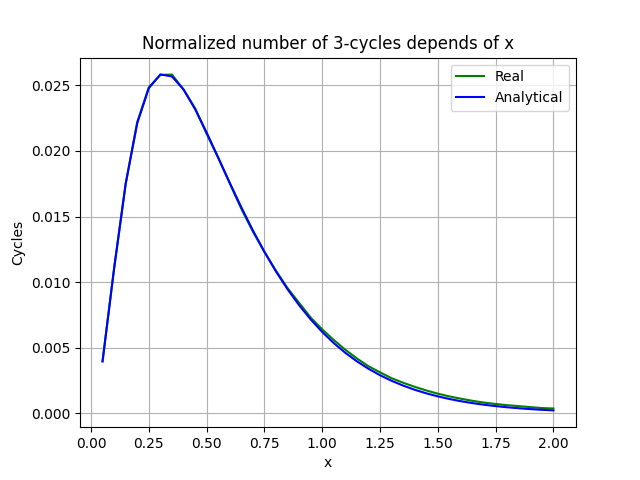 Normalized number of 3-cycles depends of x
Real
Analytical
0.025
0.020
0.015
0.010
0.005
0.000
Cycles
0.00 0.25 0.50 0.75 1.00 1.25 1.50 1.75 2.00
x